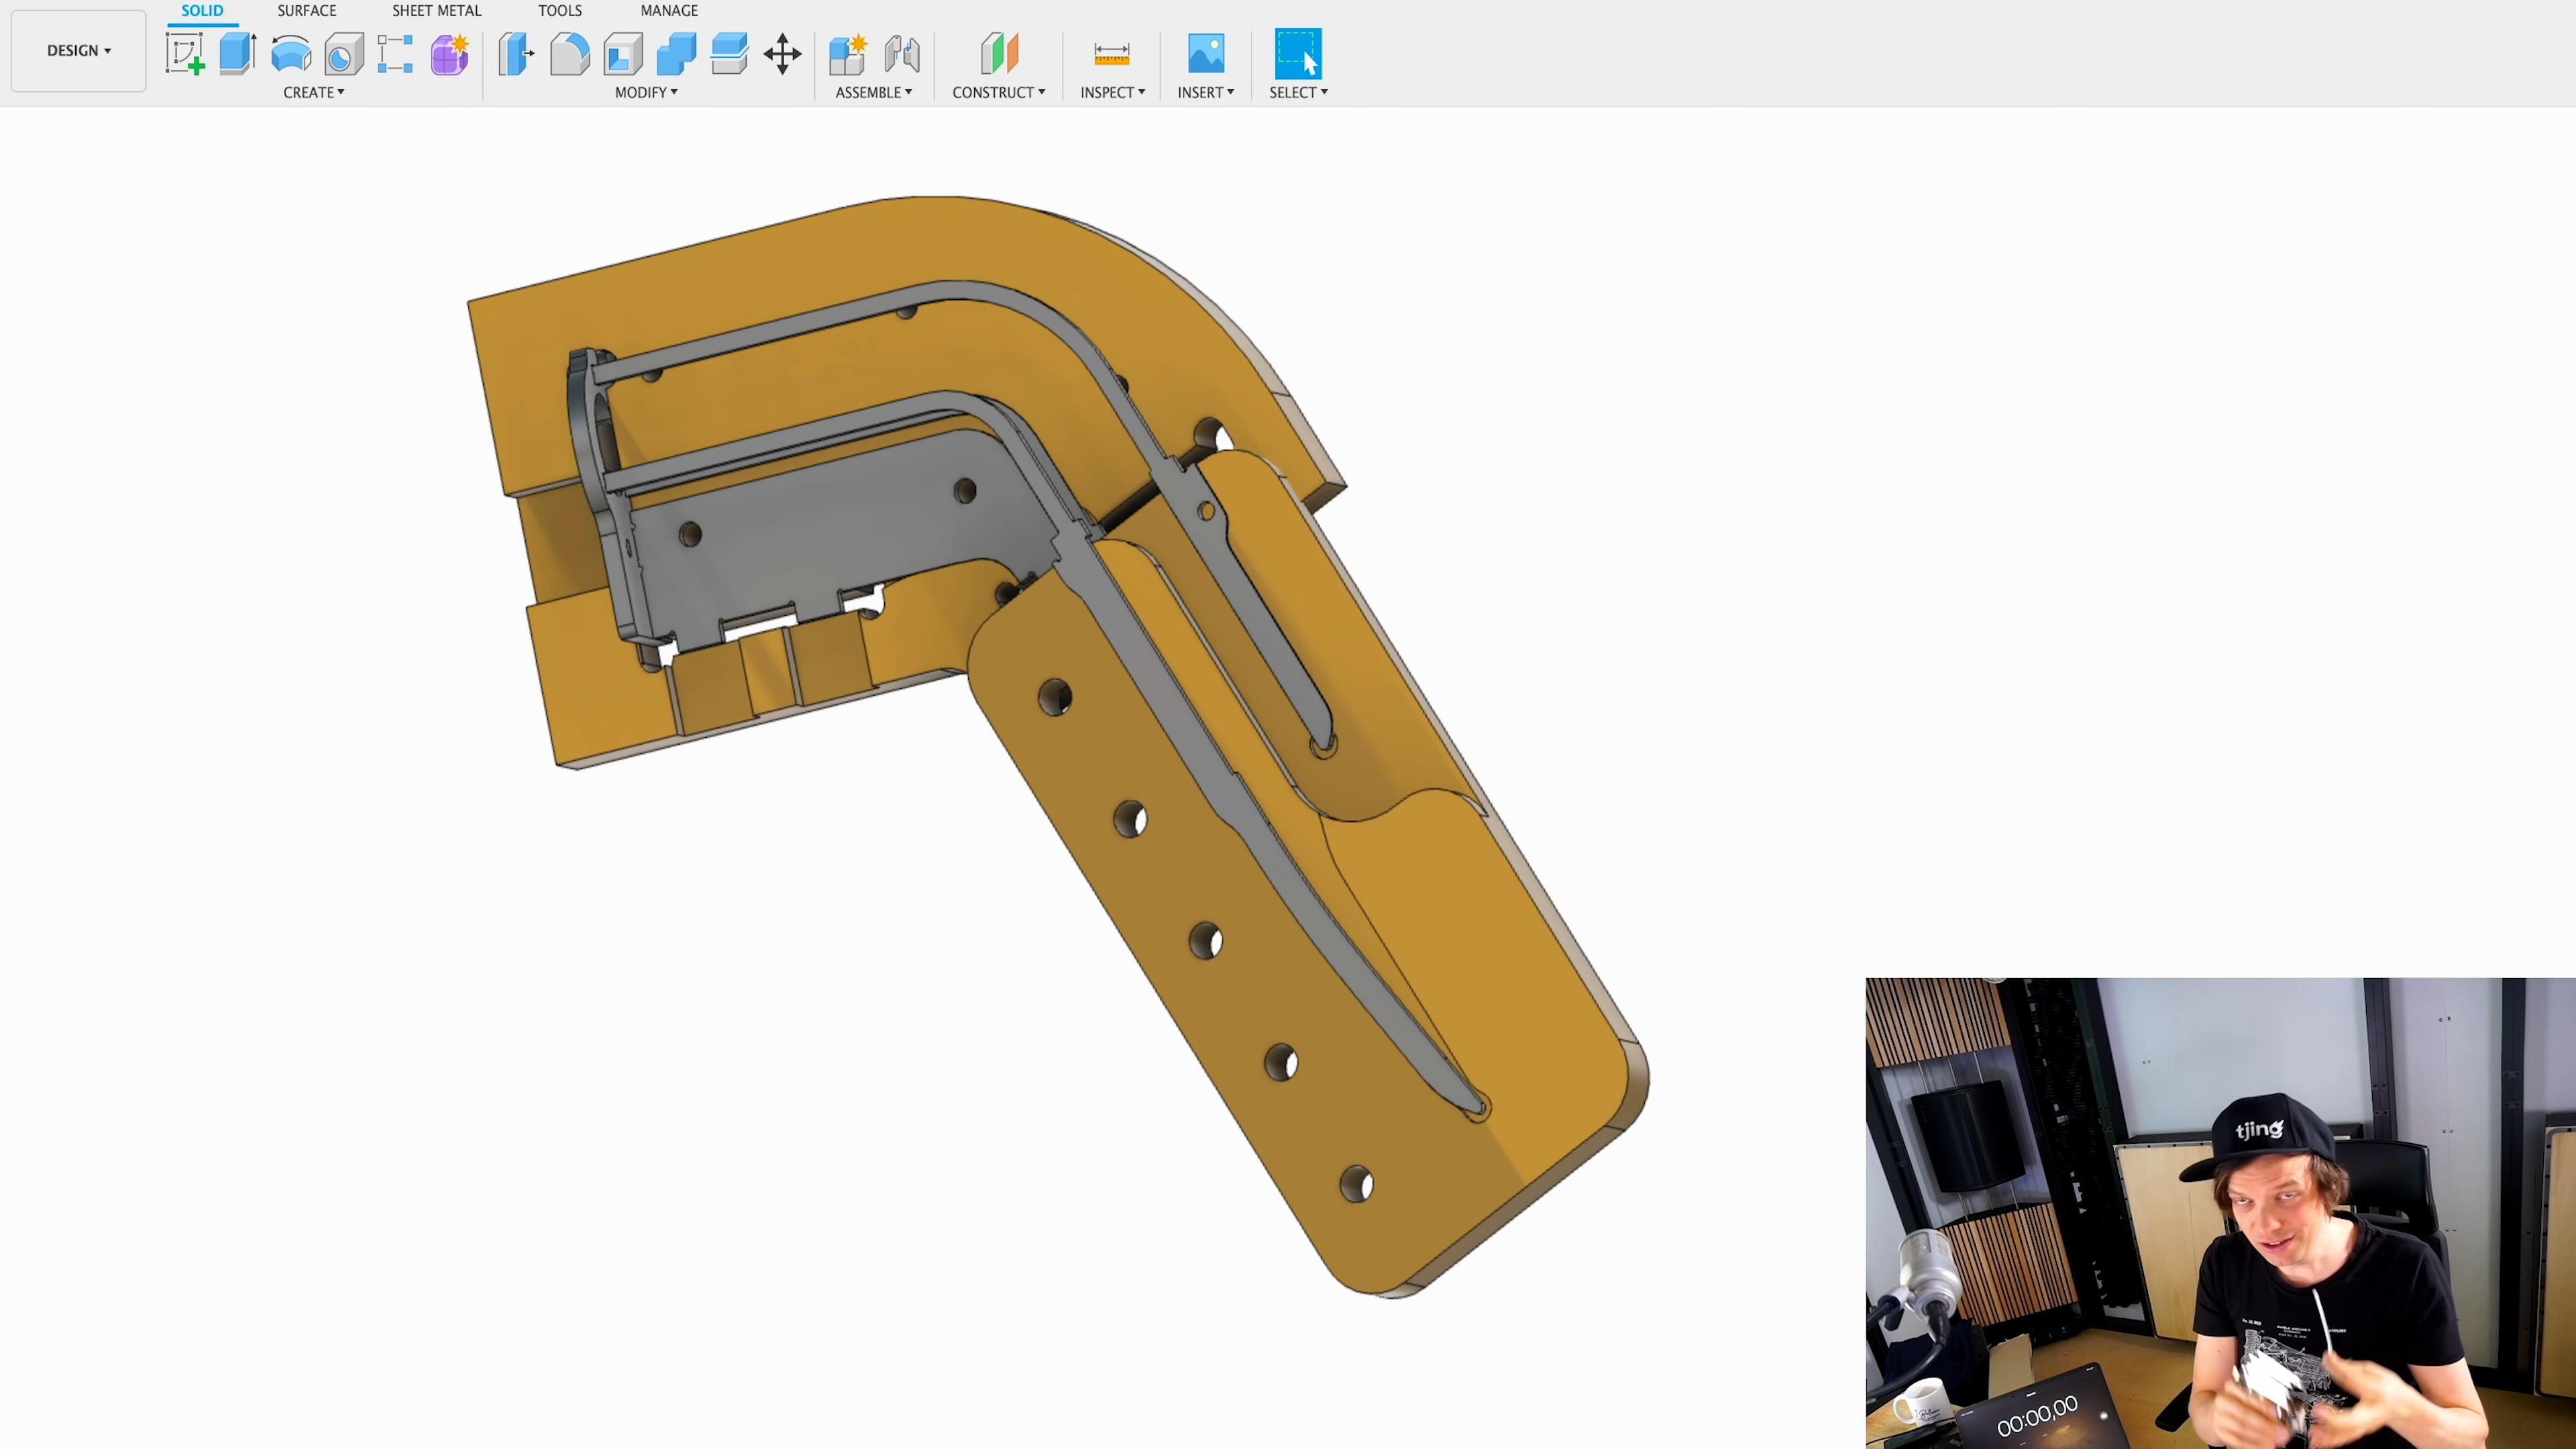 SOLID SURFACE SHEET METAL TOOLS MANAGE
DESIGN
CREATE MODIFY ASSEMBLE CONSTRUCT INSPECT INSERT SELECT
tjing
00:00,00